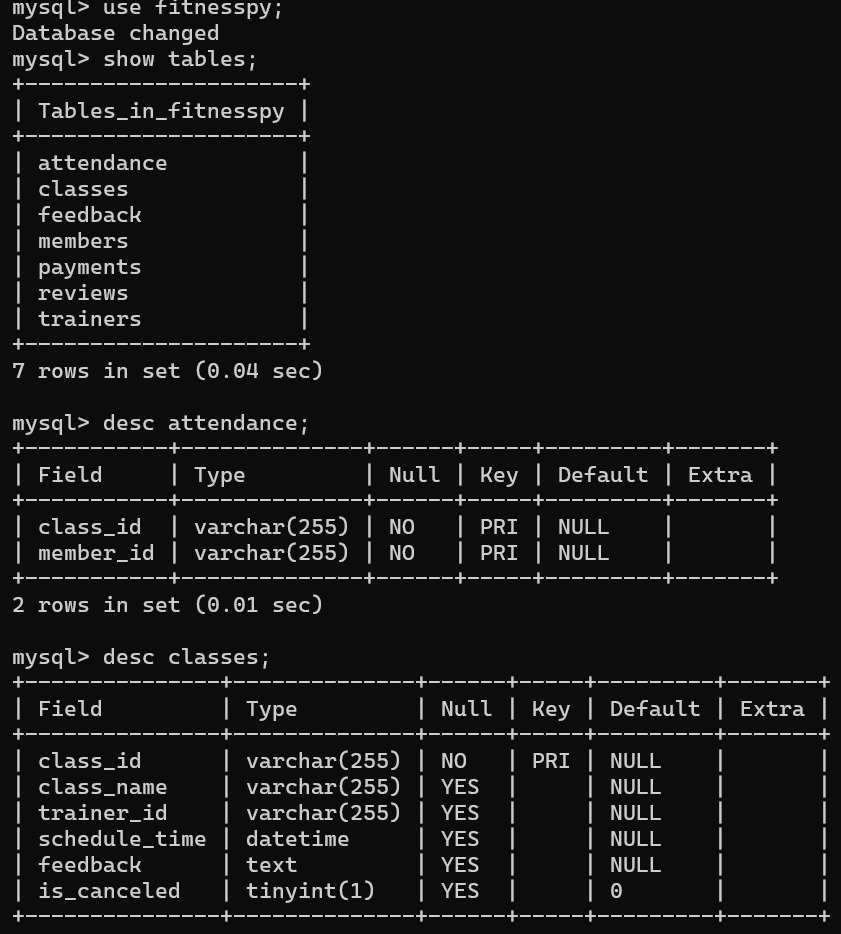 mysql> use fitnesspy;
Database changed
mysql> show tables;
+---------------------+
| Tables_in_fitnesspy |
+---------------------+
| attendance          |
| classes             |
| feedback            |
| members             |
| payments            |
| reviews             |
| trainers            |
+---------------------+
7 rows in set (0.04 sec)

mysql> desc attendance;
+-----------+--------------+------+-----+---------+-------+
| Field     | Type         | Null | Key | Default | Extra |
+-----------+--------------+------+-----+---------+-------+
| class_id  | varchar(255) | NO   | PRI | NULL    |       |
| member_id | varchar(255) | NO   | PRI | NULL    |       |
+-----------+--------------+------+-----+---------+-------+
2 rows in set (0.01 sec)

mysql> desc classes;
+---------------+--------------+------+-----+---------+-------+
| Field         | Type         | Null | Key | Default | Extra |
+---------------+--------------+------+-----+---------+-------+
| class_id      | varchar(255) | NO   | PRI | NULL    |       |
| class_name    | varchar(255) | YES  |     | NULL    |       |
| trainer_id    | varchar(255) | YES  |     | NULL    |       |
| schedule_time | datetime     | YES  |     | NULL    |       |
| feedback      | text         | YES  |     | NULL    |       |
| is_canceled   | tinyint(1)   | YES  |     | 0       |       |
+---------------+--------------+------+-----+---------+-------+